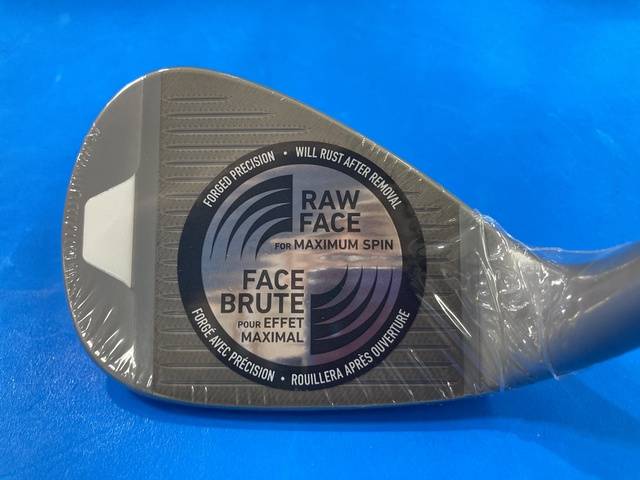 FORGED PRECISION • WILL RUST AFTER REMOVAL
RAW
FACE
FOR MAXIMUM SPIN
FACE
BRUTE
POUR EFFET
MAXIMAL
FORGÉ AVEC PRÉCISION • ROUILLERA APRÈS OUVERTURE